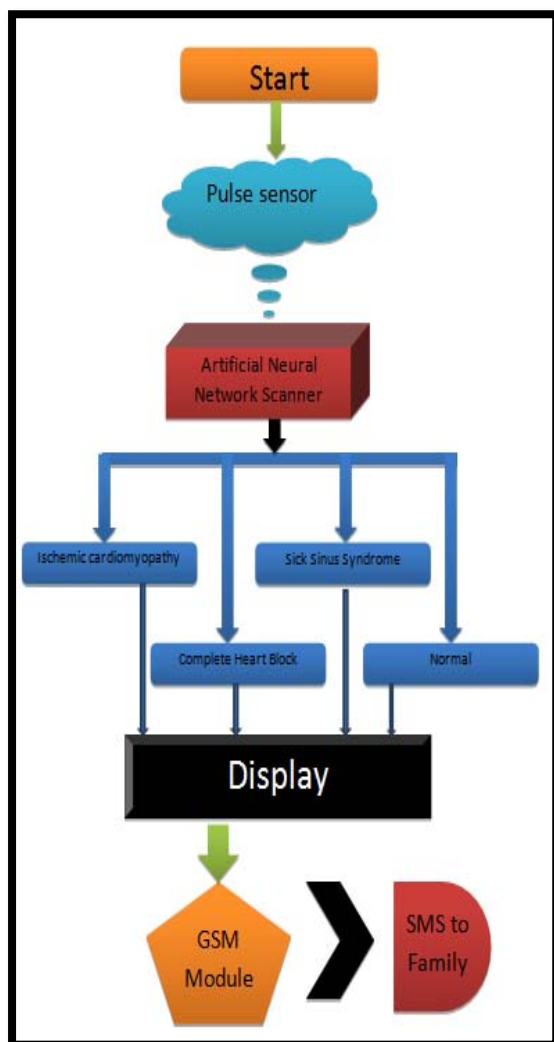 Start
Pulse sensor
Artificial Neural
Network Scanner
Ischemic cardiomyopathy
Sick Sinus Syndrome
Complete Heart Block
Normal
Display
GSM
Module
SMS to
Family